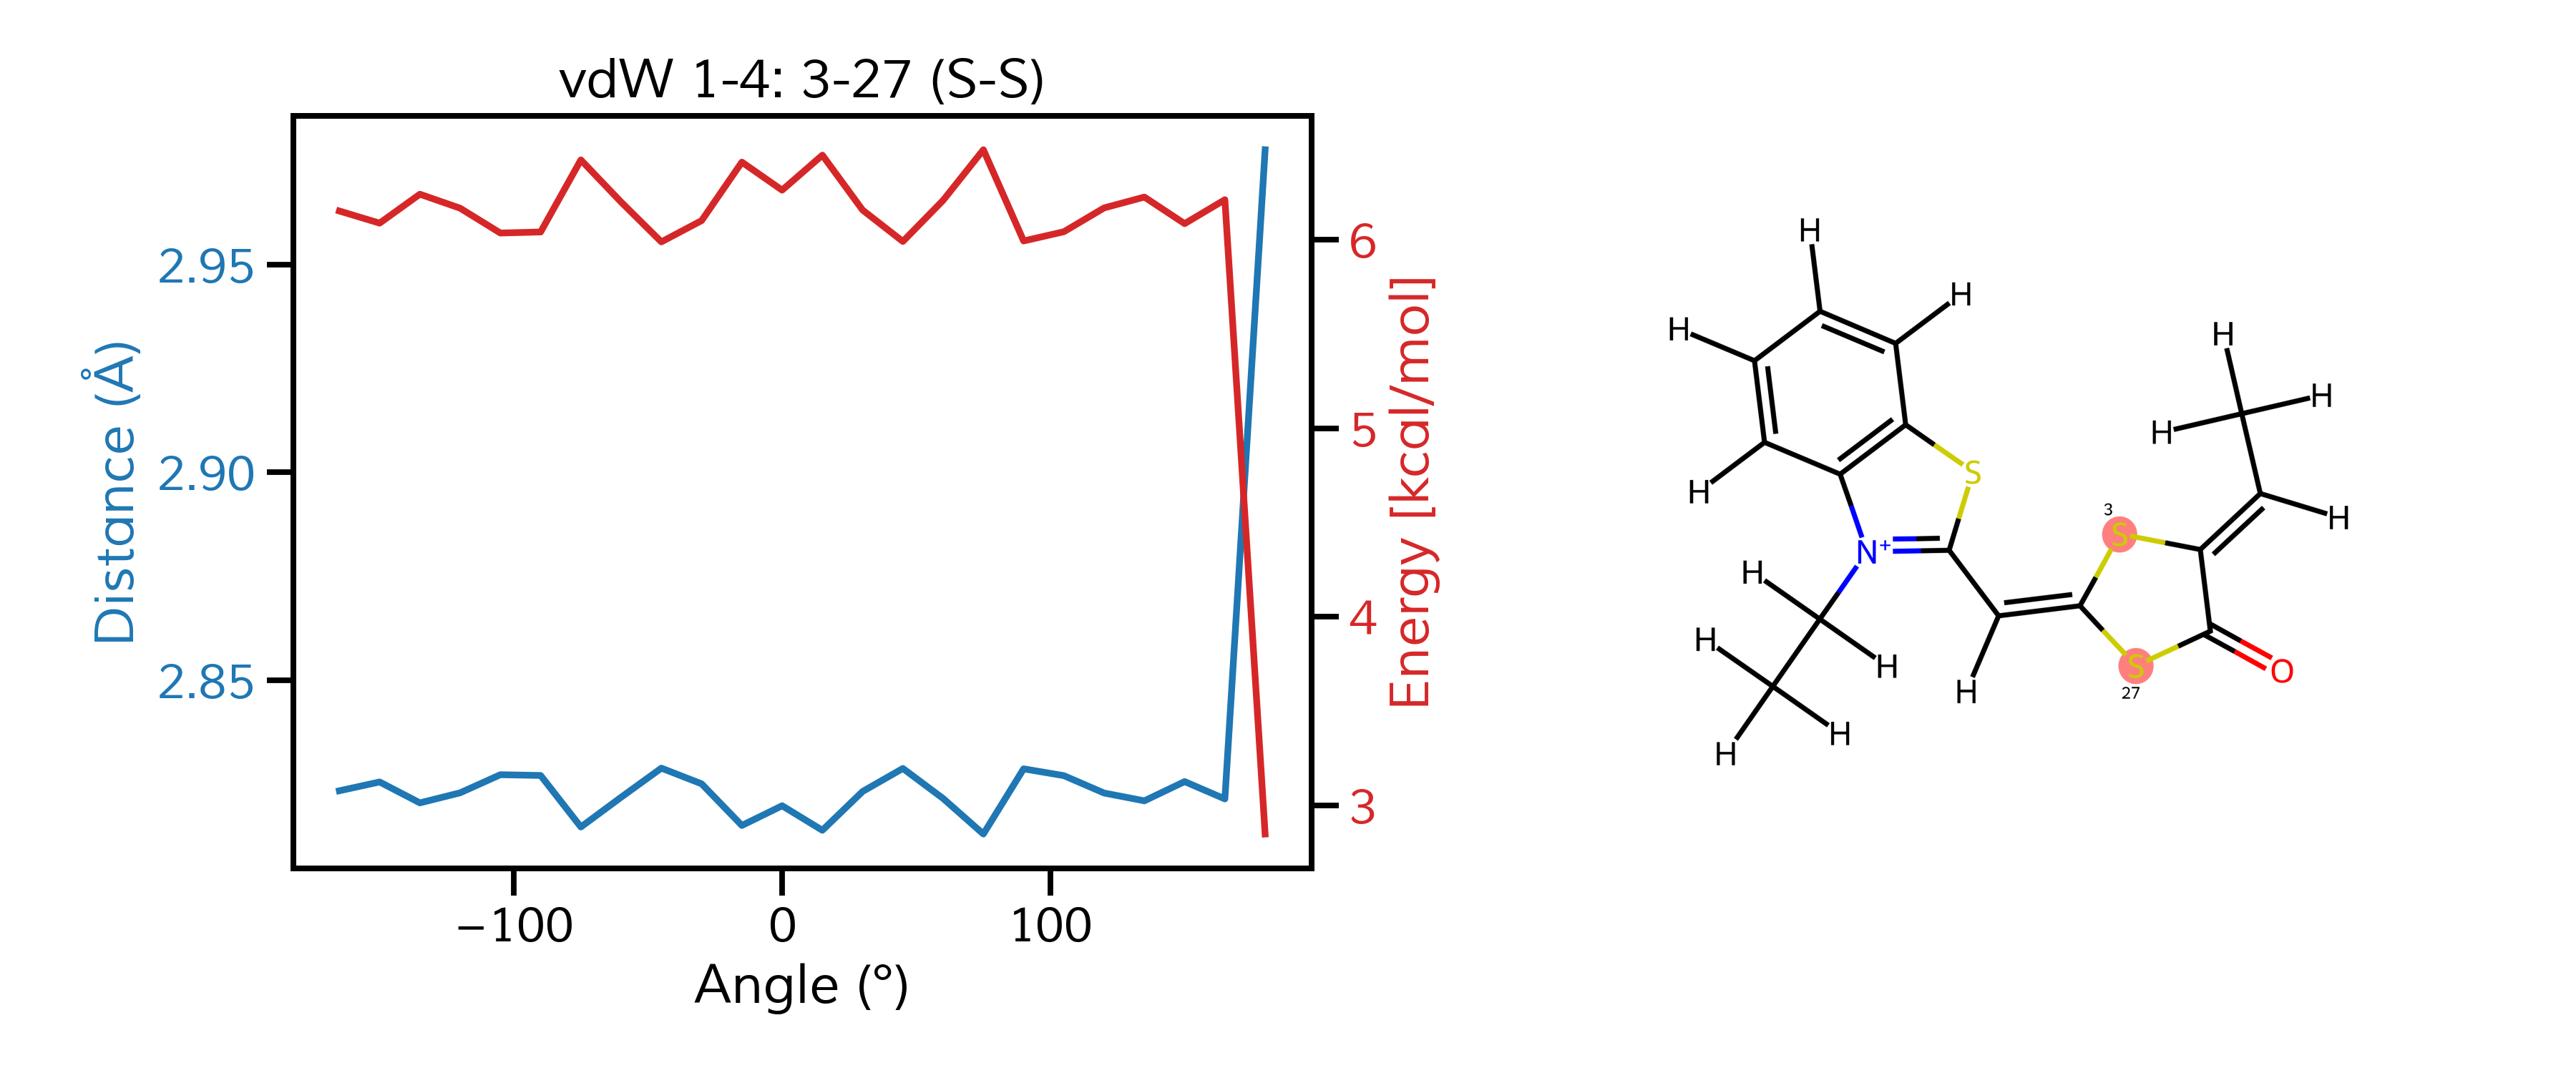 vdW 1-4: 3-27 (S-S)
2.95
2.90
2.85
Distance (Å)
6
5
4
3
Energy [kcal/mol]
−100
0
100
Angle (°)
H
H
H
H
H
H
H
S
3
S
H
N⁺
H
H
H
S
27
O
H
H
H